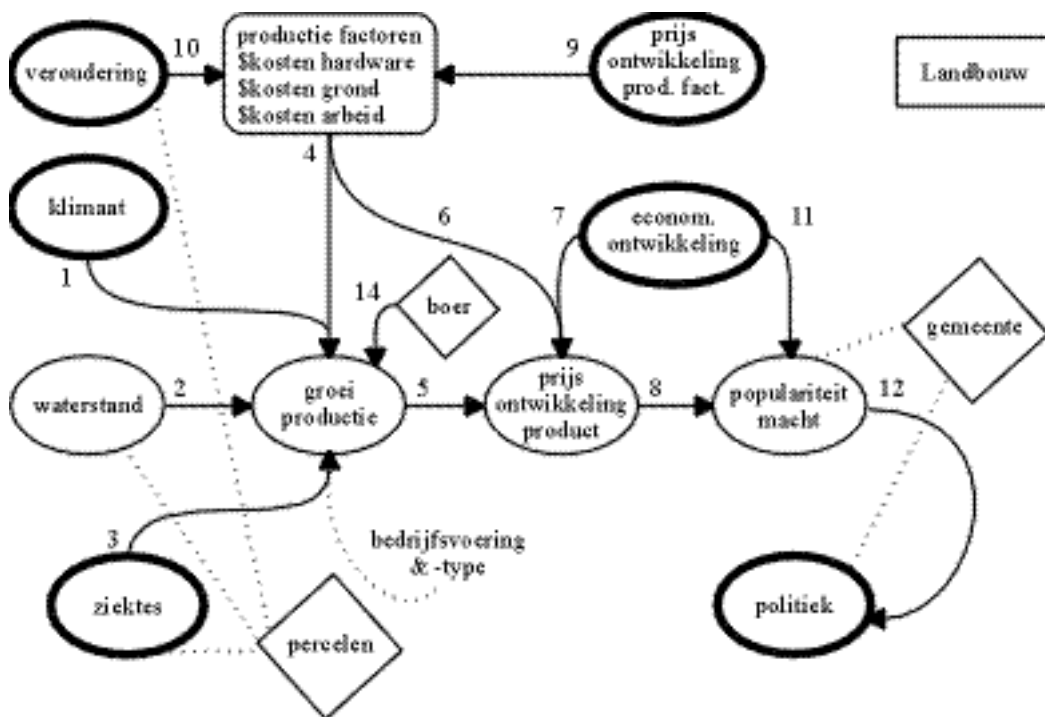 10
veroudering
productie factoren
$kosten hardware
$kosten grond
$kosten arbeid
9
prijs
ontwikkeling
prod. fact.
Landbouw
4
klimaat
1
6
7
econom.
ontwikkeling
11
14
boer
gemeente
waterstand
2
groei
productie
5
prijs
ontwikkeling
product
8
populariteit
macht
12
3
bedrijfsvoering
& -type
ziektes
percelen
politiek